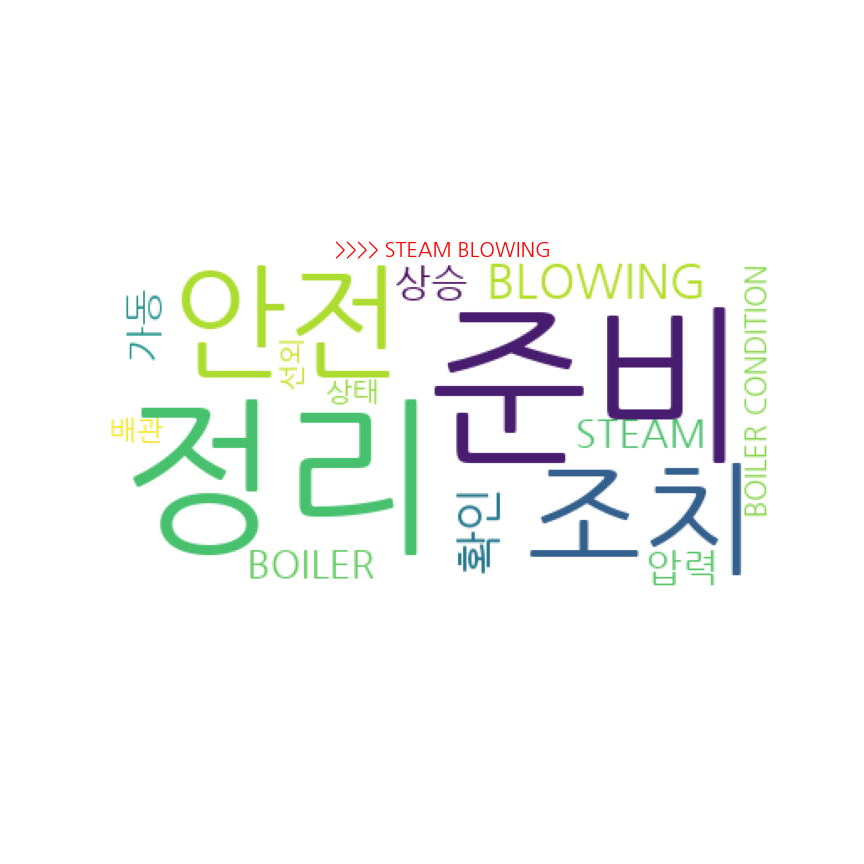 >>>> STEAM BLOWING
안전
상승
BLOWING
가동
선외
상태
준비
BOILER CONDITION
배관
정리
STEAM
조치
확인
BOILER
압력